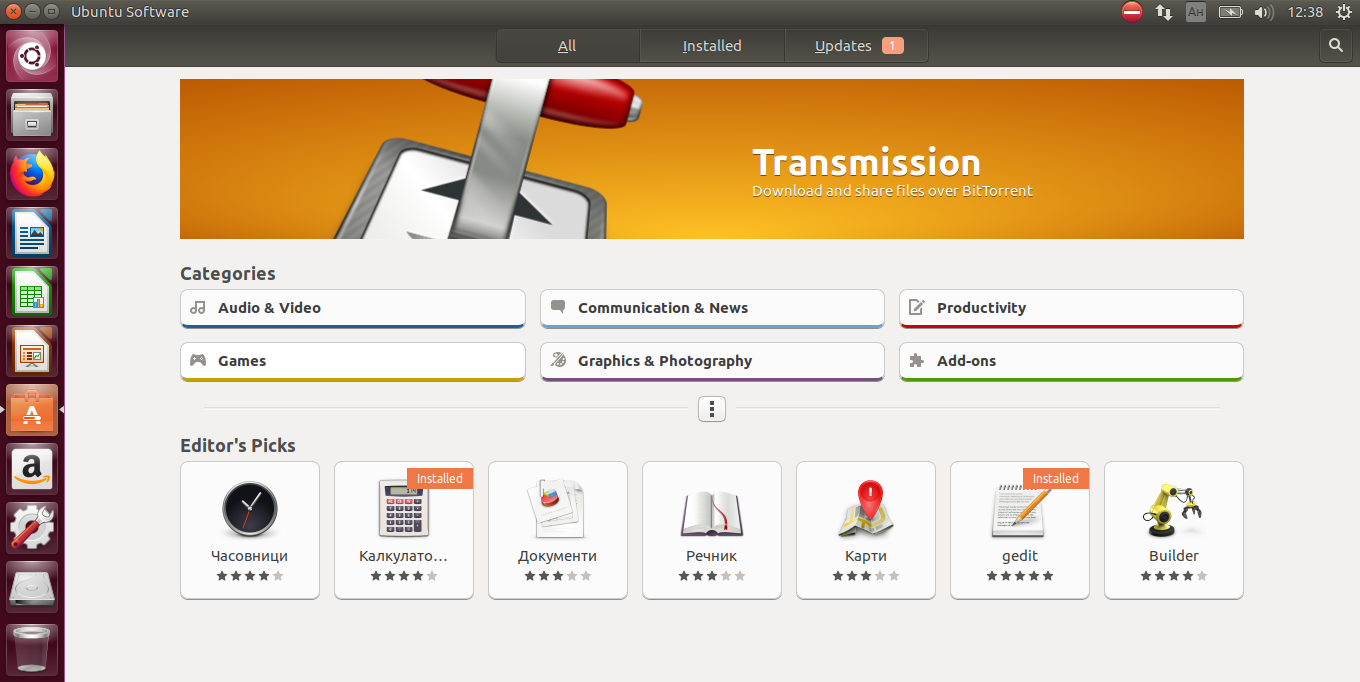 Ubuntu Software
Ан
12:38
All
Installed
Updates 1
Transmission
Download and share files over BitTorrent
Categories
Audio & Video
Communication & News
Productivity
Games
Graphics & Photography
Add-ons
Editor's Picks
Installed
Installed
Часовници
Калкулато...
Документи
Речник
Карти
gedit
Builder